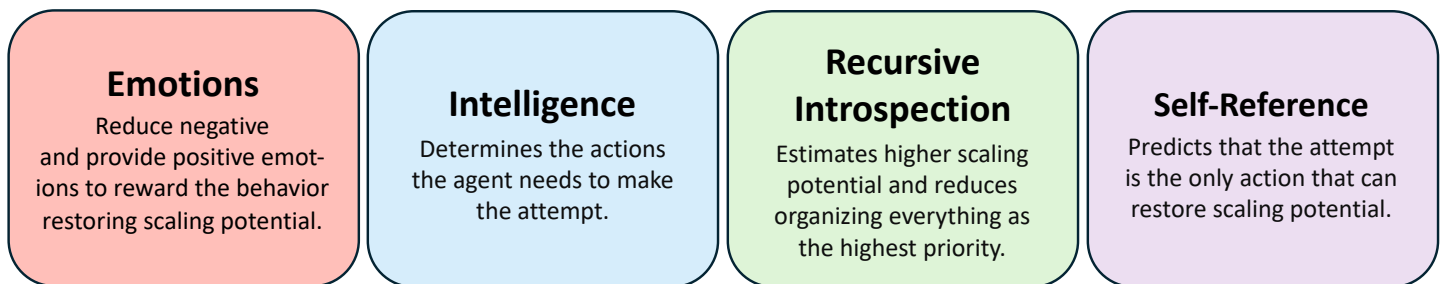 Emotions
Reduce negative
and provide positive emot-
ions to reward the behavior
restoring scaling potential.
Intelligence
Determines the actions
the agent needs to make
the attempt.
Recursive
Introspection
Estimates higher scaling
potential and reduces
organizing everything as
the highest priority.
Self-Reference
Predicts that the attempt
is the only action that can
restore scaling potential.